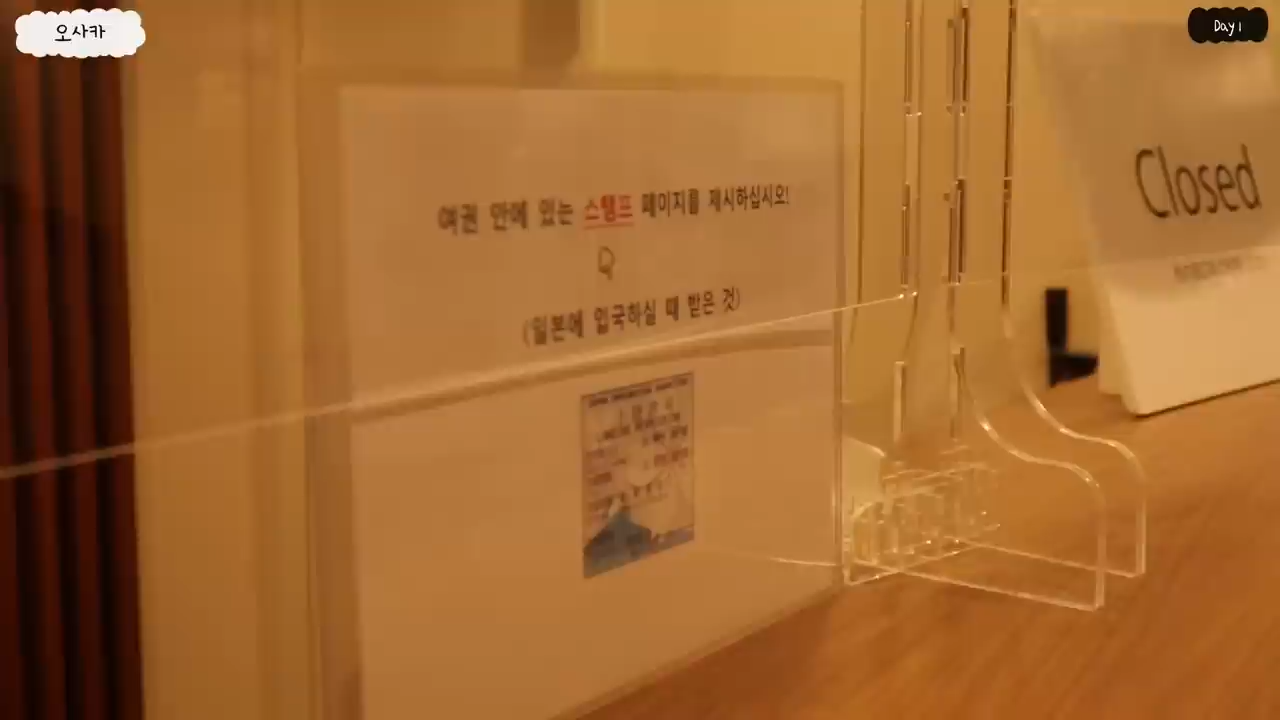 오사카
Day 1
여권 안에 있는 스탬프 페이지를 제시하십시오!
(일본에 입국하실 때 받은 것)
Closed